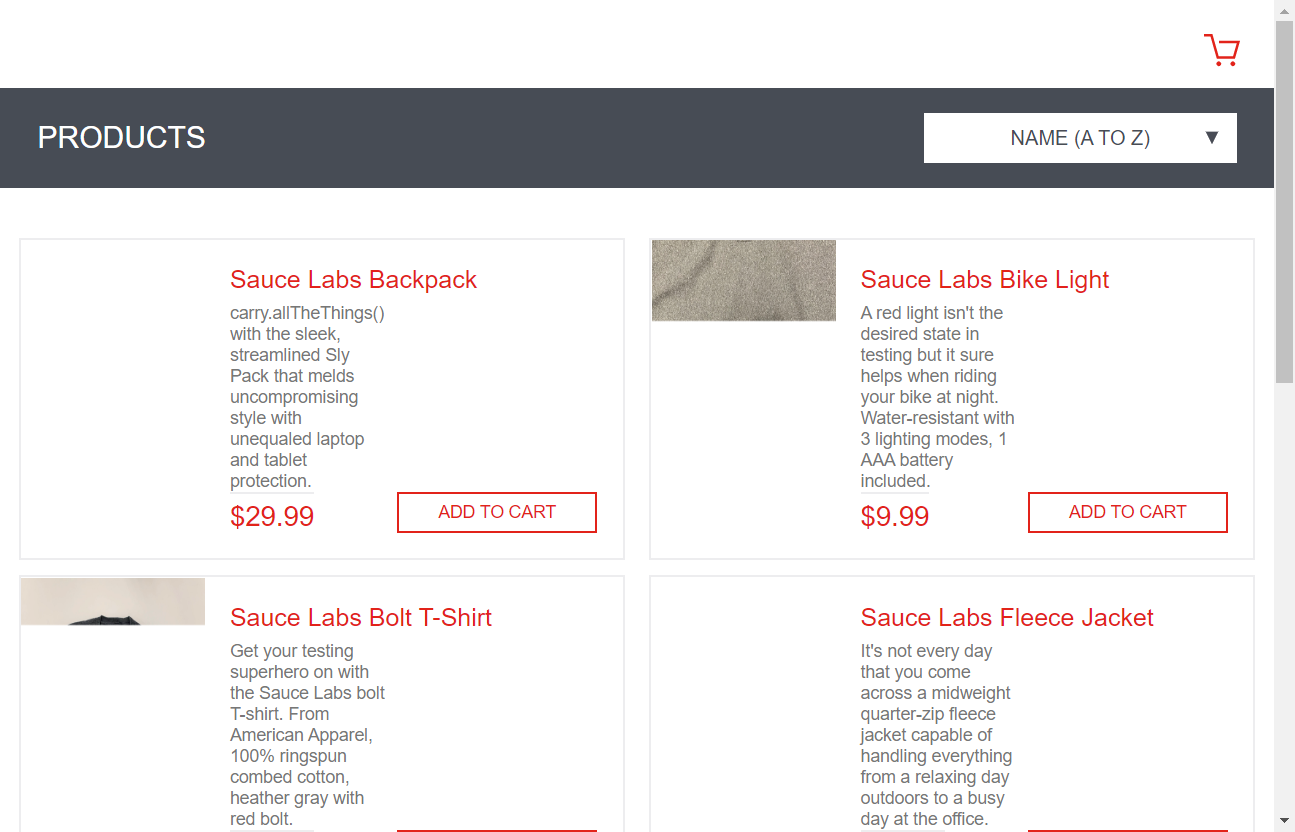 PRODUCTS
NAME (A TO Z)
Sauce Labs Backpack
carry.allTheThings()
with the sleek,
streamlined Sly
Pack that melds
uncompromising
style with
unequaled laptop
and tablet
protection.
$29.99
ADD TO CART
Sauce Labs Bike Light
A red light isn't the
desired state in
testing but it sure
helps when riding
your bike at night.
Water-resistant with
3 lighting modes, 1
AAA battery
included.
$9.99
ADD TO CART
Sauce Labs Bolt T-Shirt
Get your testing
superhero on with
the Sauce Labs bolt
T-shirt. From
American Apparel,
100% ringspun
combed cotton,
heather gray with
red bolt.
Sauce Labs Fleece Jacket
It's not every day
that you come
across a midweight
quarter-zip fleece
jacket capable of
handling everything
from a relaxing day
outdoors to a busy
day at the office.